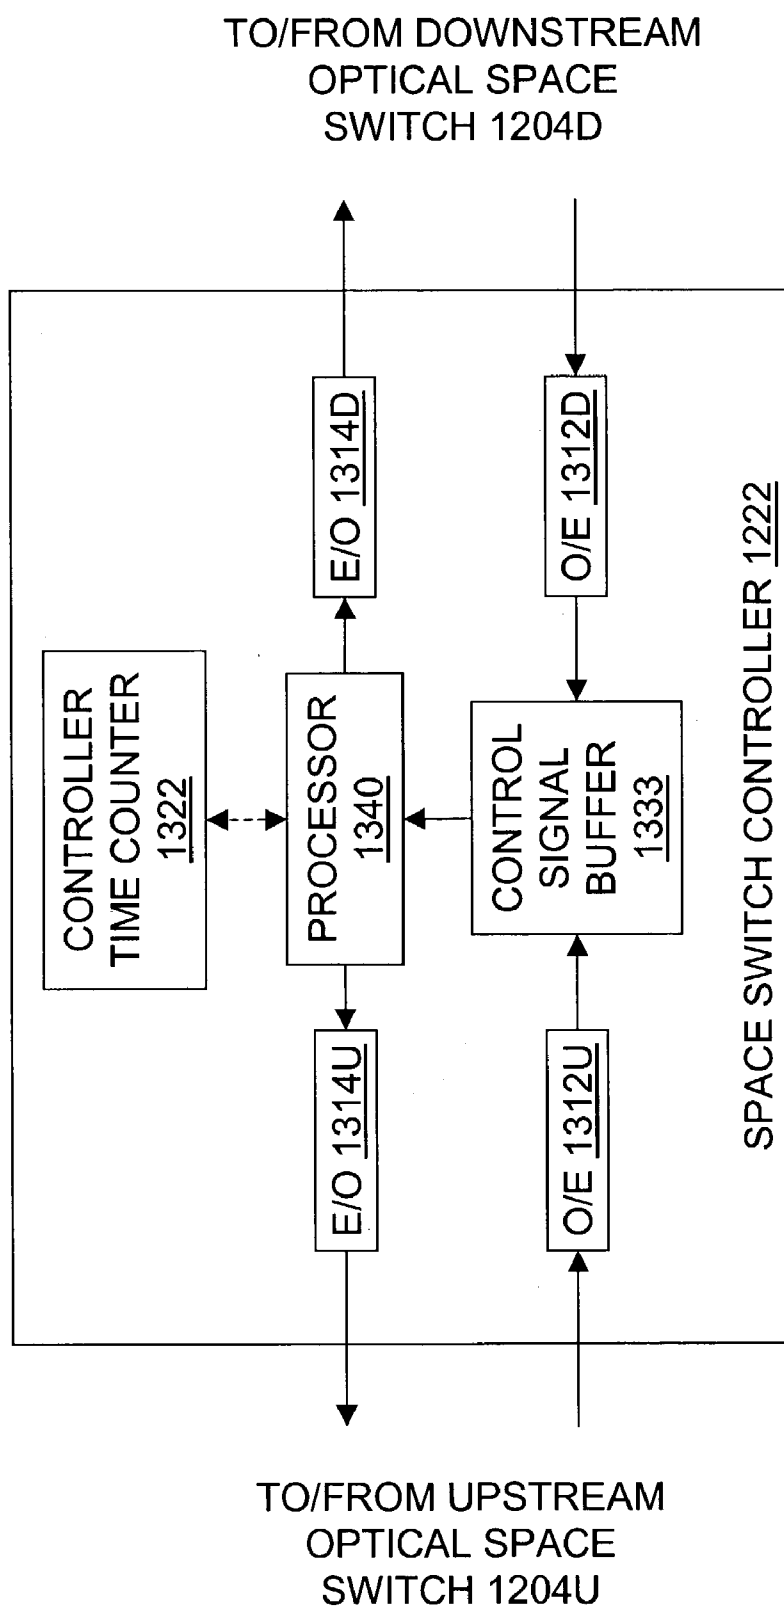 TO/FROM DOWNSTREAM
OPTICAL SPACE
SWITCH 1204D
CONTROLLER
TIME COUNTER
1322
E/O 1314U
PROCESSOR
1340
E/O 1314D
O/E 1312U
CONTROL
SIGNAL
BUFFER
1333
O/E 1312D
SPACE SWITCH CONTROLLER 1222
TO/FROM UPSTREAM
OPTICAL SPACE
SWITCH 1204U